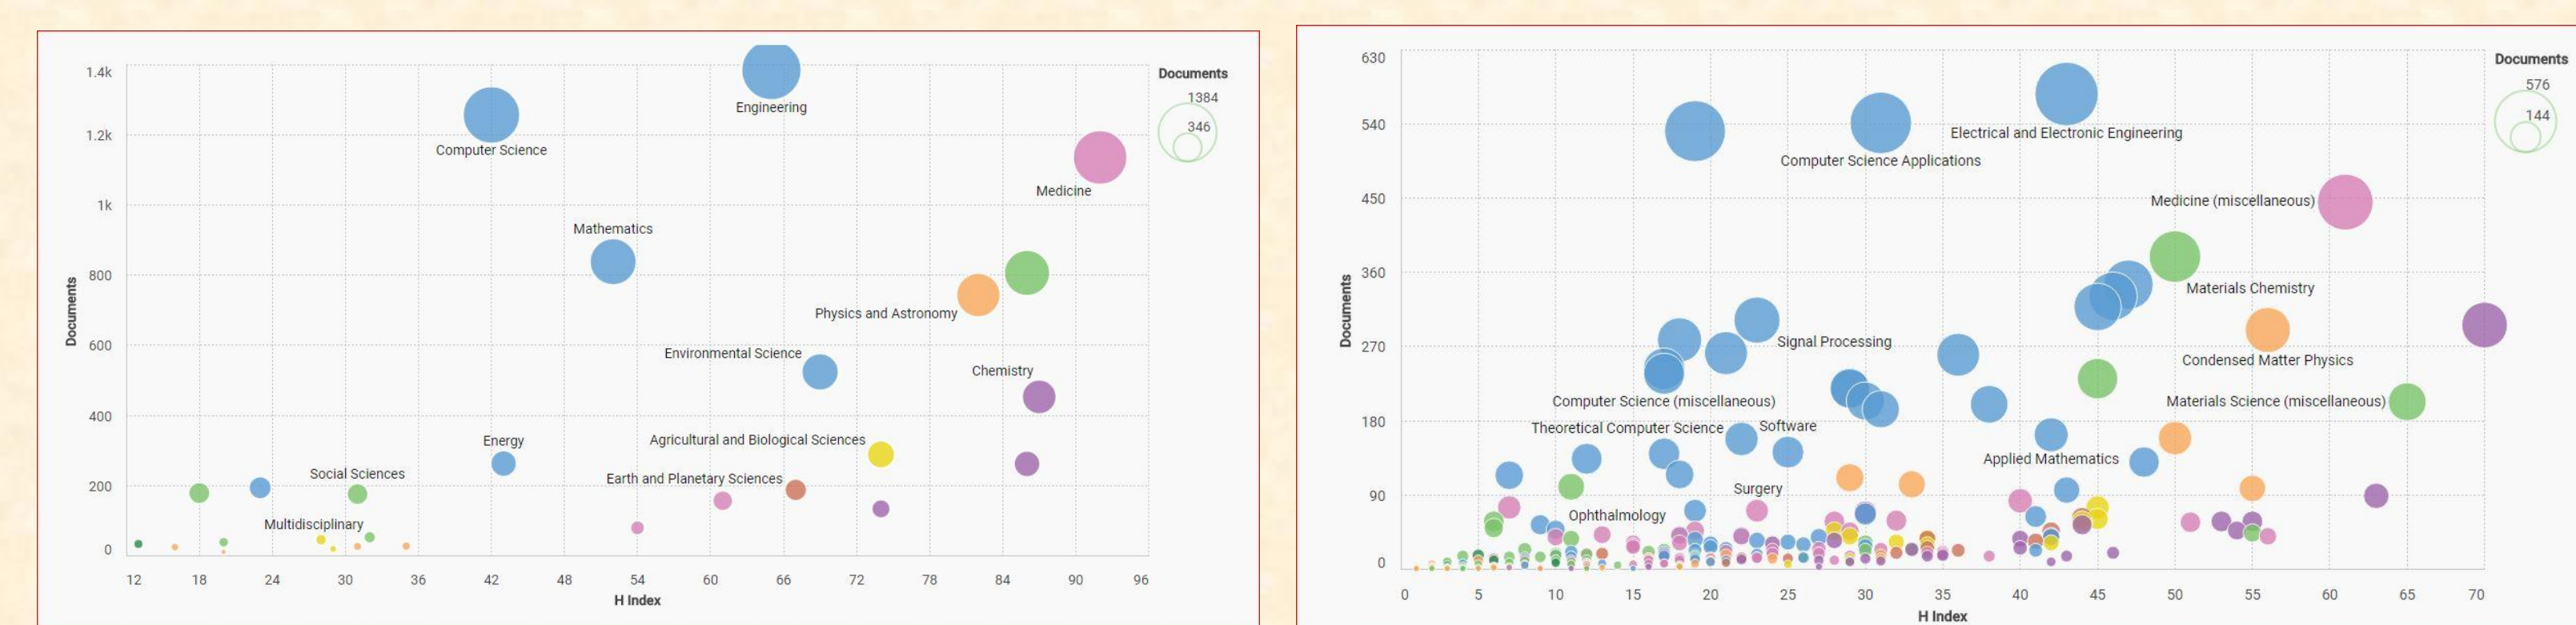 Documents
1384
346
1.4k
1.2k
1k
800
600
400
200
0
Documents
Engineering
Computer Science
Medicine
Mathematics
Physics and Astronomy
Environmental Science
Chemistry
Energy
Agricultural and Biological Sciences
Social Sciences
Earth and Planetary Sciences
Multidisciplinary
12 18 24 30 36 42 48 54 60 66 72 78 84 90 96
H Index
Documents
576
144
630
540
450
360
270
180
90
0
Documents
Electrical and Electronic Engineering
Computer Science Applications
Medicine (miscellaneous)
Materials Chemistry
Signal Processing
Condensed Matter Physics
Computer Science (miscellaneous)
Materials Science (miscellaneous)
Theoretical Computer Science
Software
Applied Mathematics
Surgery
Ophthalmology
0 5 10 15 20 25 30 35 40 45 50 55 60 65 70
H Index